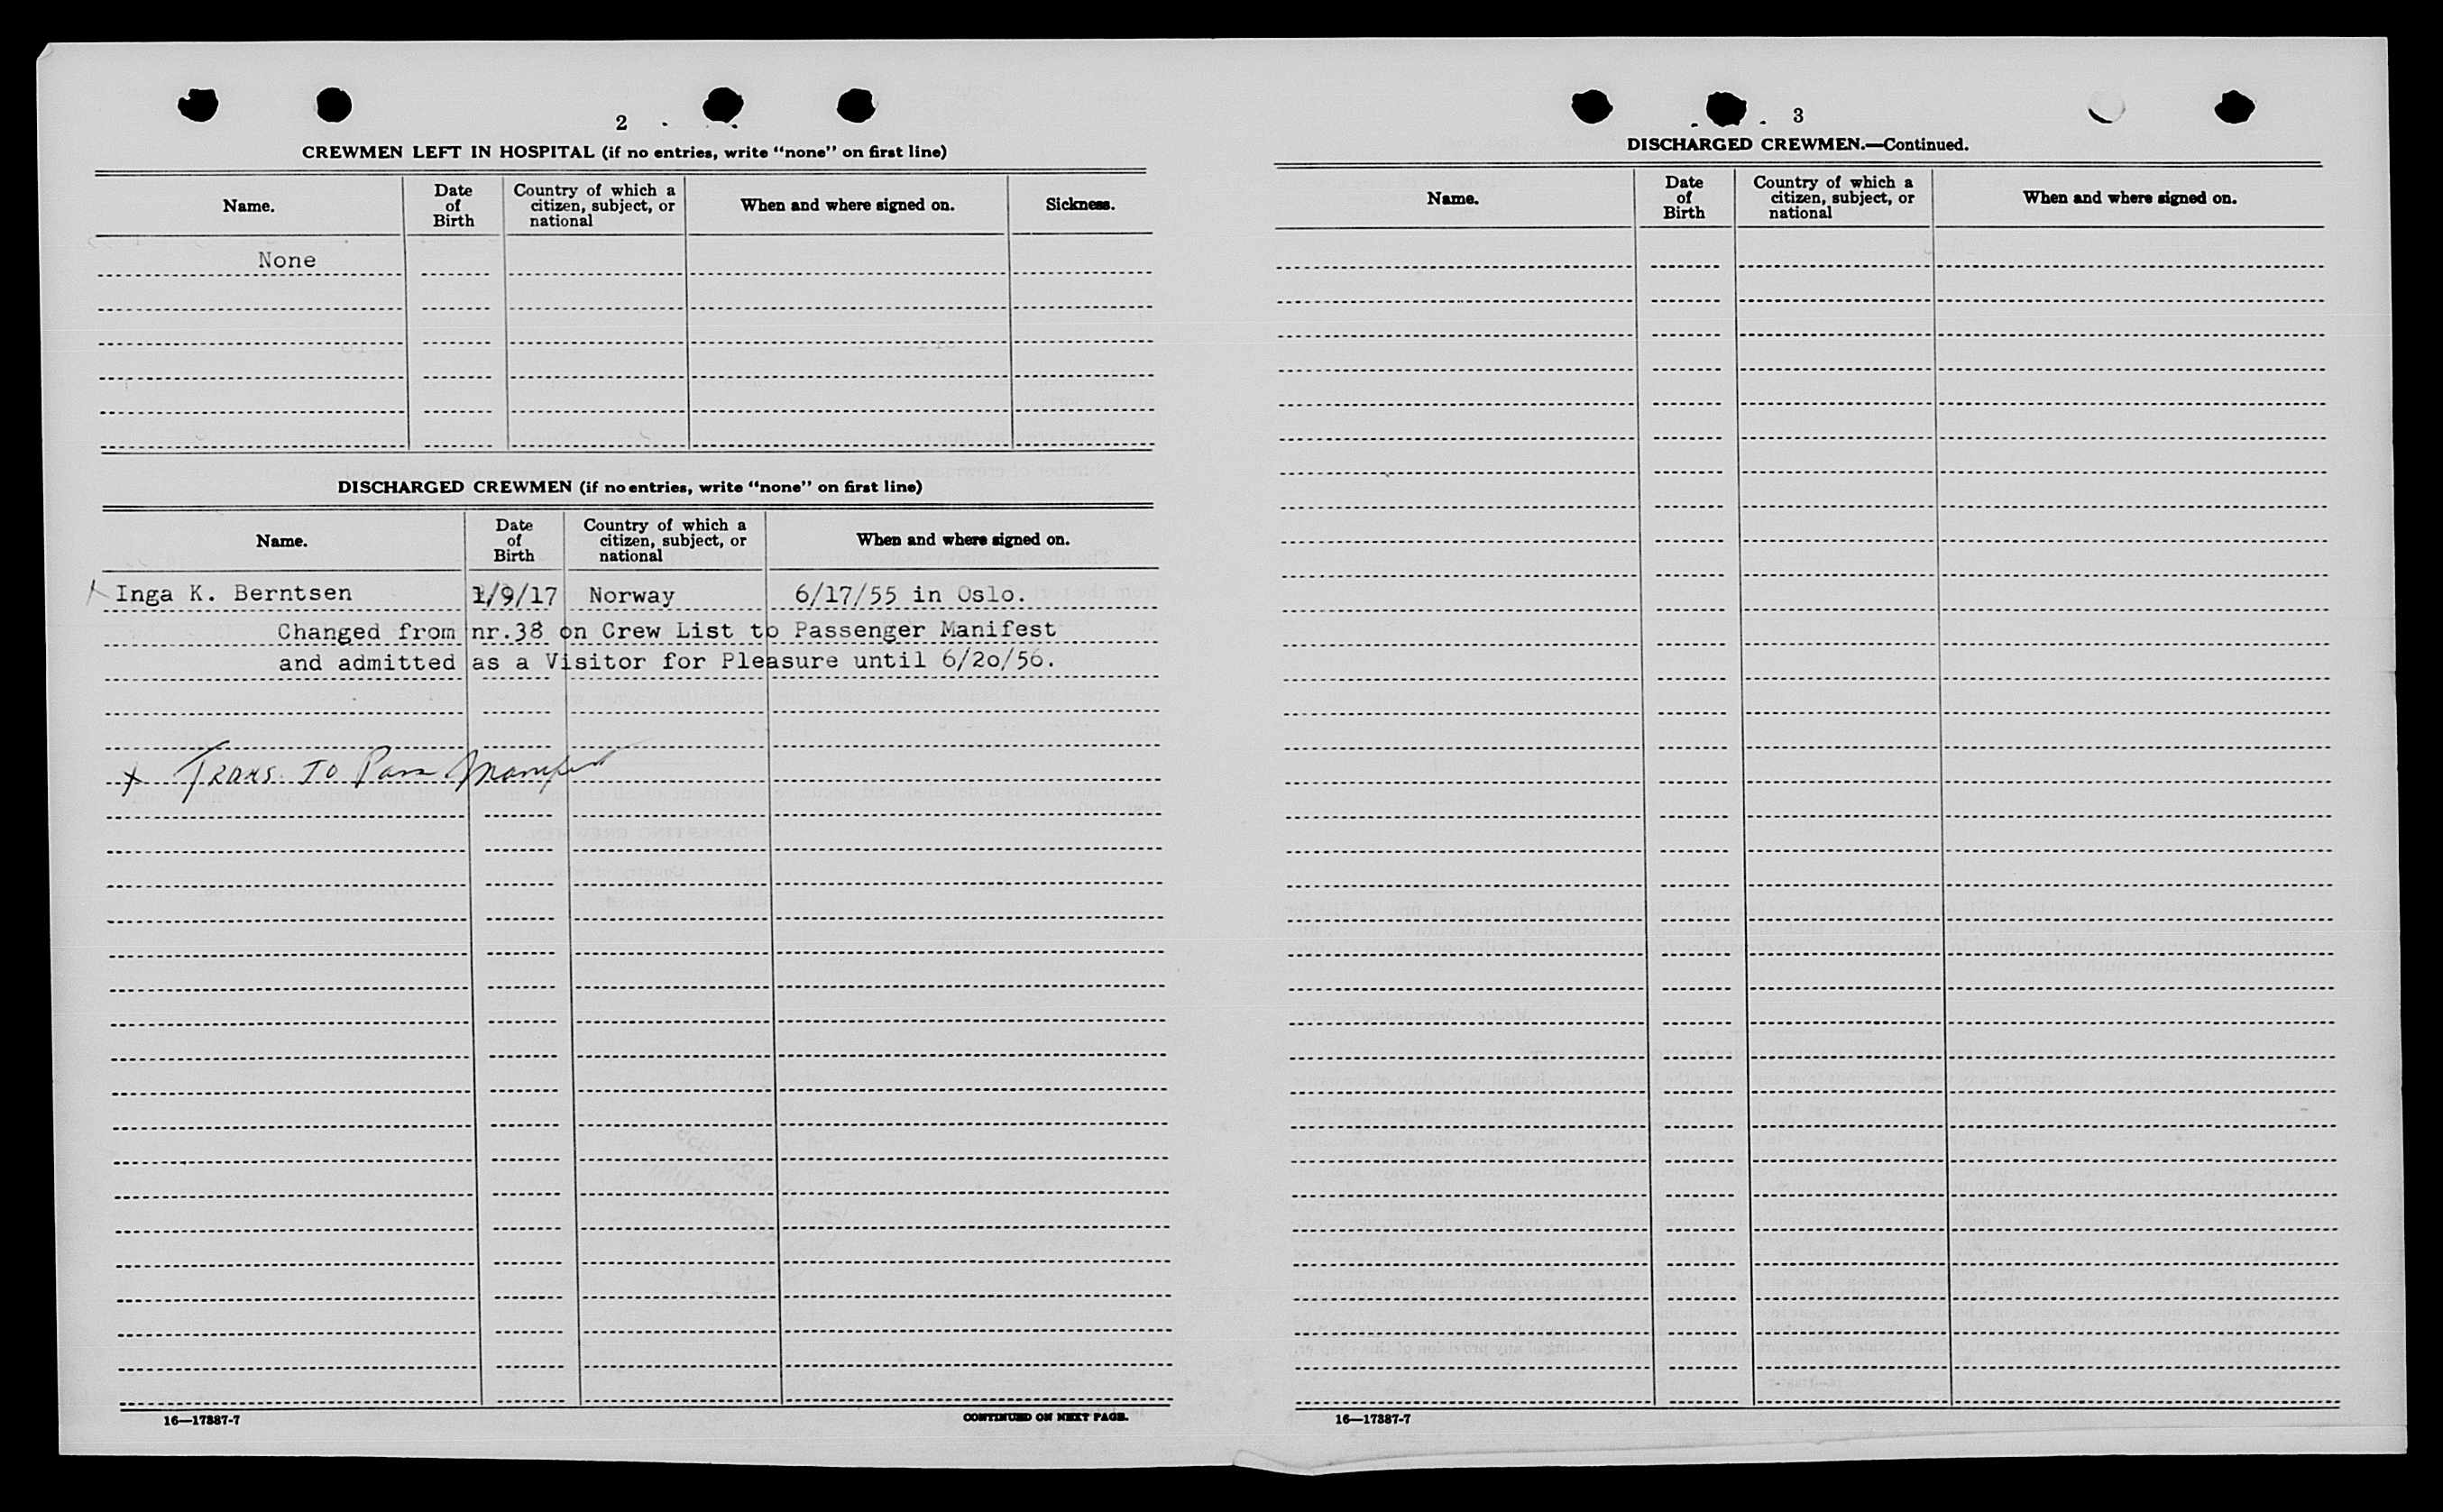 2
CREWMEN LEFT IN HOSPITAL (if no entries, write “none” on first line)
Name.
Date of Birth
Country of which a citizen, subject, or national
When and where signed on.
Sickness.
None
DISCHARGED CREWMEN (if no entries, write “none” on first line)
Name.
Date of Birth
Country of which a citizen, subject, or national
When and where signed on.
Inga K. Berntsen 1/9/17 Norway 6/17/55 in Oslo.
Changed from nr.38 on Crew List to Passenger Manifest
and admitted as a Visitor for Pleasure until 6/20/56.
x Trans. To Pass Manifest
16—17887-7
CONTINUED ON NEXT PAGE.
3
DISCHARGED CREWMEN.—Continued.
Name.
Date of Birth
Country of which a citizen, subject, or national
When and where signed on.
16—17887-7